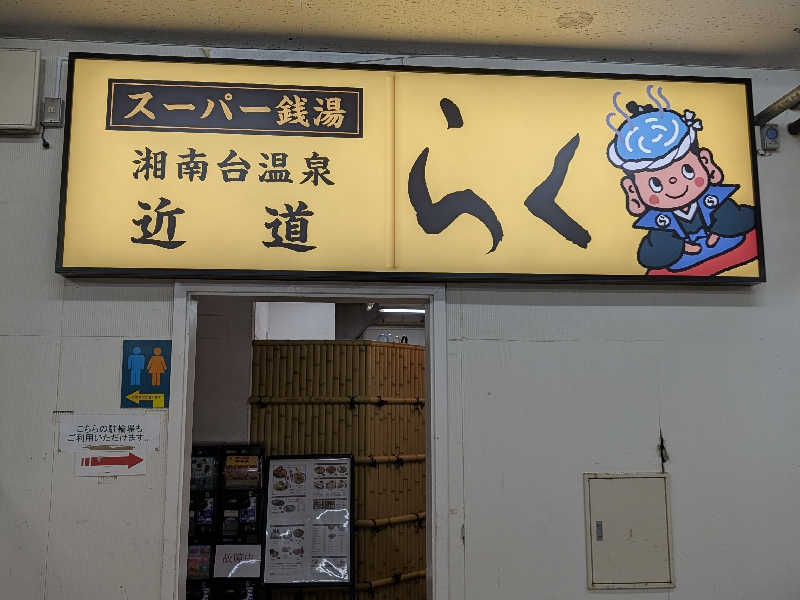 スーパー銭湯
湘南台温泉
近道
らく
こちらの駐輪場も
ご利用いただけます。
故障中